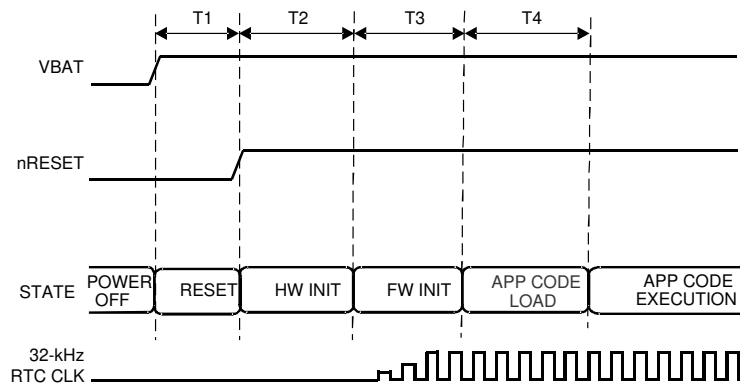 T1 T2 T3 T4
VBAT
nRESET
STATE
POWER
OFF
RESET
HW INIT
FW INIT
APP CODE
LOAD
APP CODE
EXECUTION
32-kHz
RTC CLK